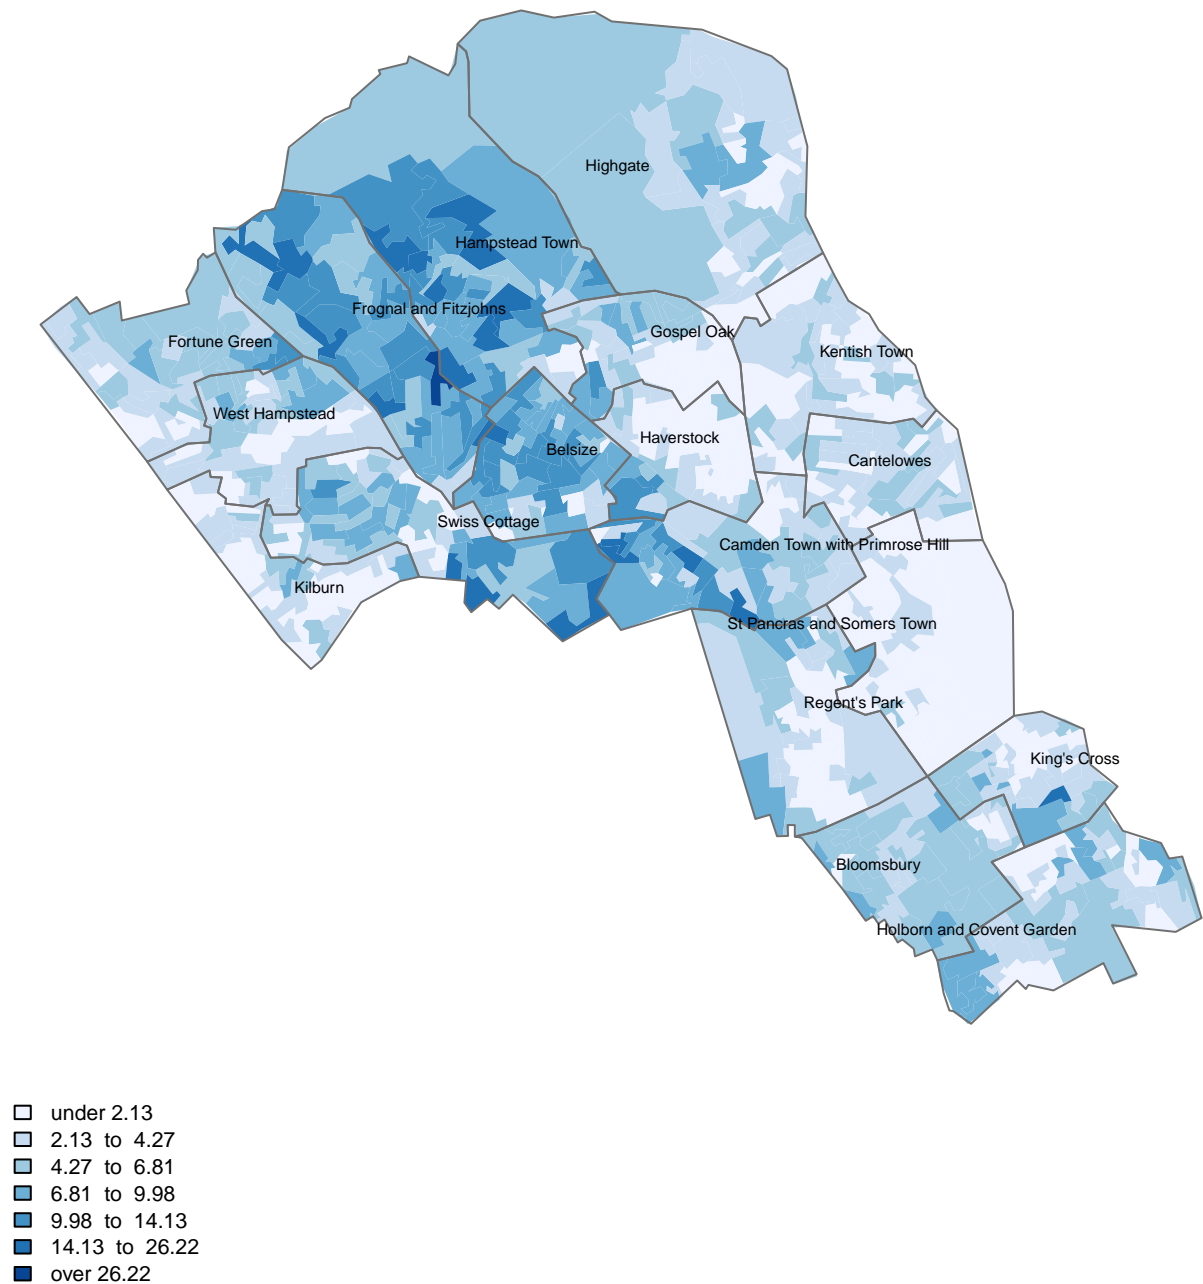 Highgate
Hampstead Town
Frognal and Fitzjohns
Gospel Oak
Fortune Green
Kentish Town
West Hampstead
Haverstock
Belsize
Cantelowes
Swiss Cottage
Camden Town with Primrose Hill
Kilburn
St Pancras and Somers Town
Regent's Park
King's Cross
Bloomsbury
Holborn and Covent Garden
under 2.13
2.13 to 4.27
4.27 to 6.81
6.81 to 9.98
9.98 to 14.13
14.13 to 26.22
over 26.22